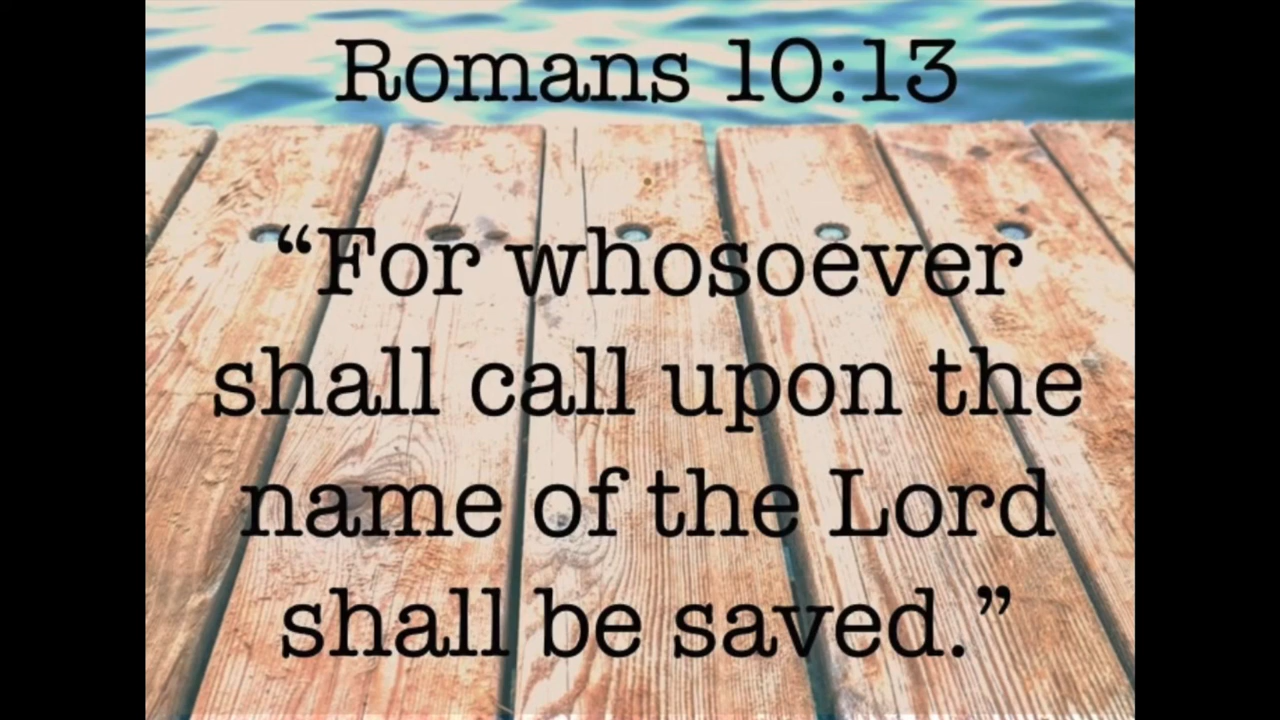 Romans 10:13
“For whosoever
shall call upon the
name of the Lord
shall be saved.”